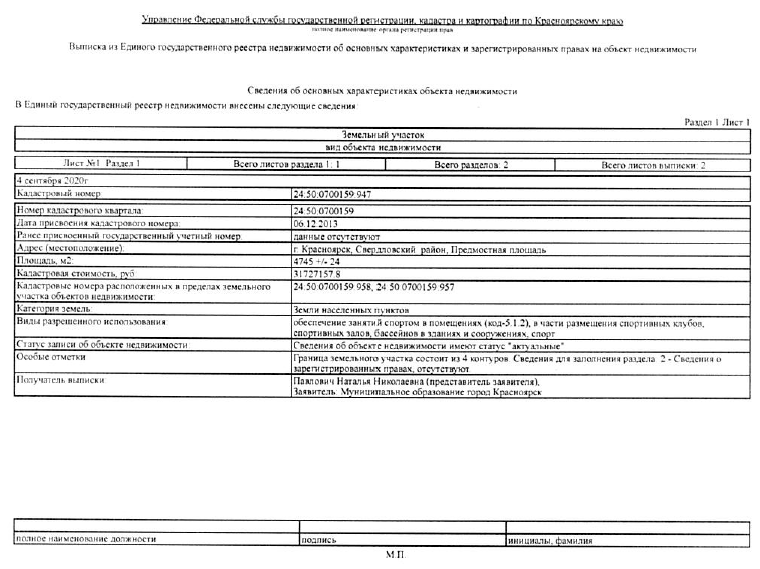 Управление Федеральной службы государственной регистрации, кадастра и картографии по Красноярскому краю
полное наименование органа регистрации прав
Выписка из Единого государственного реестра недвижимости об основных характеристиках и зарегистрированных правах на объект недвижимости
Сведения об основных характеристиках объекта недвижимости
В Единый государственный реестр недвижимости внесены следующие сведения:
Раздел 1 Лист 1
Земельный участок
вид объекта недвижимости
Лист №1 Раздел 1 Всего листов раздела 1: 1 Всего разделов: 2 Всего листов выписки: 2
4 сентября 2020г.
Кадастровый номер: 24:50:0700159:947
Номер кадастрового квартала: 24:50:0700159
Дата присвоения кадастрового номера: 06.12.2013
Ранее присвоенный государственный учетный номер: данные отсутствуют
Адрес (местоположение): г. Красноярск, Свердловский район, Предмостная площадь
Площадь, м2: 4745 +/- 24
Кадастровая стоимость, руб: 31727157.8
Кадастровые номера расположенных в пределах земельного 24:50:0700159:958, 24:50:0700159:957
участка объектов недвижимости:
Категория земель: Земли населенных пунктов
Виды разрешенного использования: обеспечение занятий спортом в помещениях (код-5.1.2), в части размещения спортивных клубов,
спортивных залов, бассейнов в зданиях и сооружениях, спорт
Статус записи об объекте недвижимости: Сведения об объекте недвижимости имеют статус "актуальные"
Особые отметки: Граница земельного участка состоит из 4 контуров. Сведения для заполнения раздела: 2 - Сведения о
зарегистрированных правах, отсутствуют.
Получатель выписки: Павлович Наталья Николаевна (представитель заявителя),
Заявитель: Муниципальное образование город Красноярск
полное наименование должности подпись инициалы, фамилия
М.П.